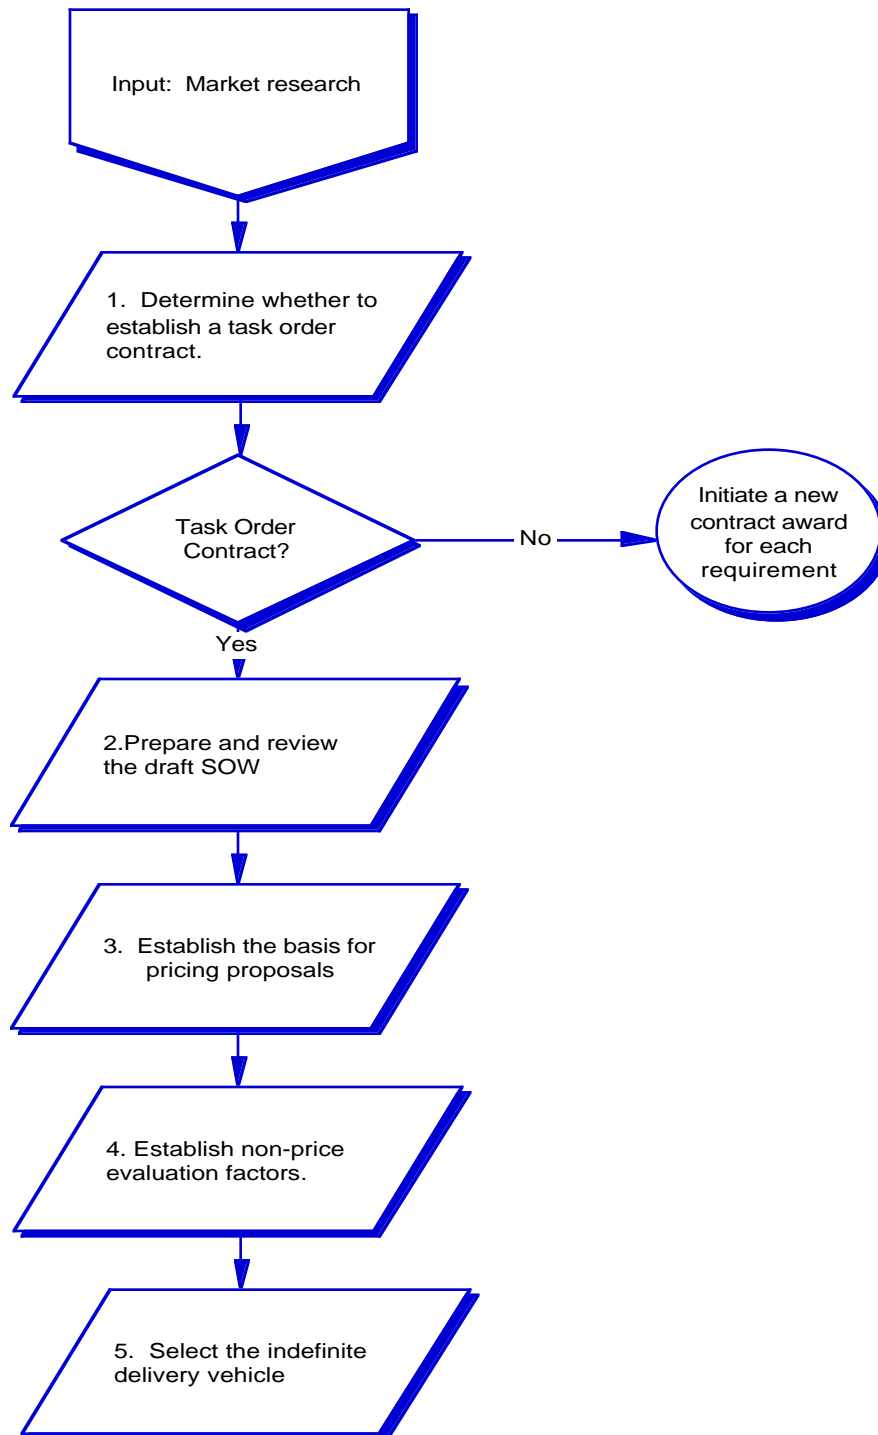 Input:  Market research
1.  Determine whether to
establish a task order
contract.
Task Order
Contract?
No
Initiate a new
contract award
for each
requirement
Yes
2.Prepare and review
the draft SOW
3.  Establish the basis for
pricing proposals
4. Establish non-price
evaluation factors.
5.  Select the indefinite
delivery vehicle